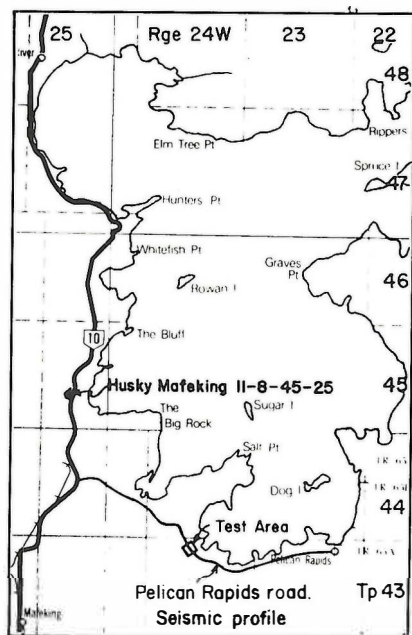 25 Rge 24W 23 22
48
Elm Tree Pt
Rippers
Spruce I
47
Hunters Pt
Whitefish Pt
Graves
Pt
Rowan I
46
The Bluff
10
Husky Mafeking 11-8-45-25
45
The
Big Rock
Sugar I
Salt Pt
Dog I
44
Test Area
Pelican Rapids
I.R. 65A
Pelican Rapids road.
Tp 43
Seismic profile
Mafeking